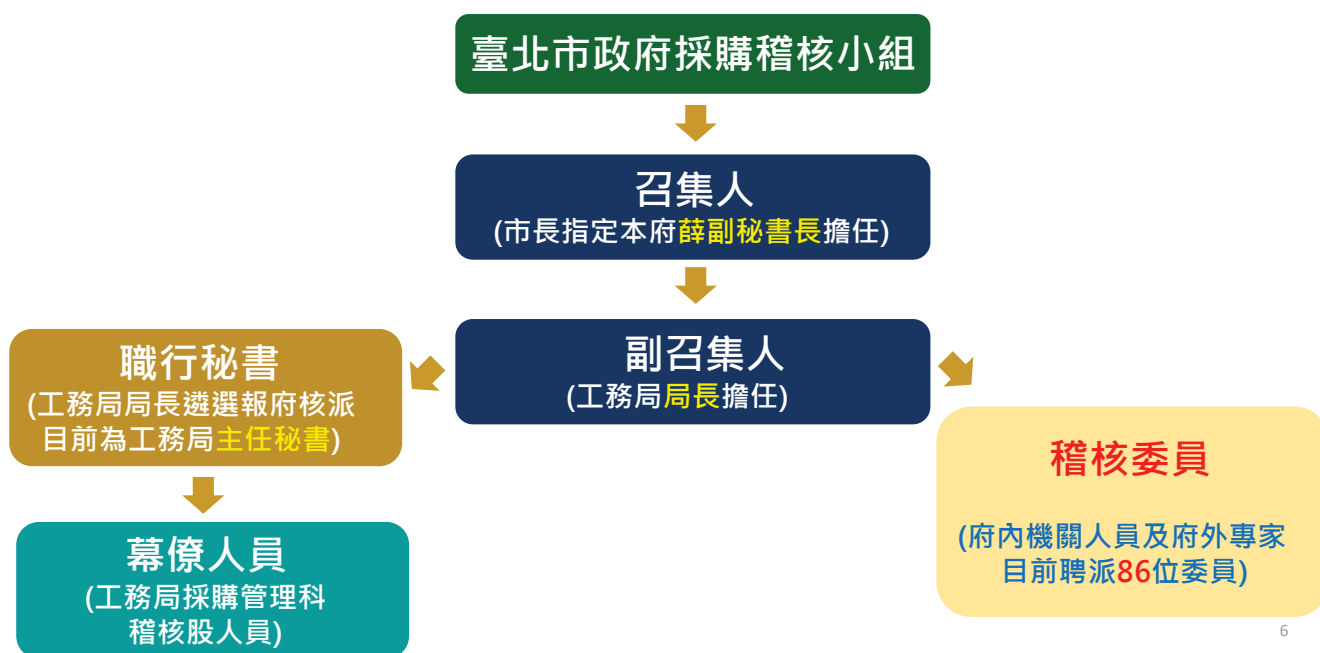 臺北市政府採購稽核小組
召集人
(市長指定本府薛副秘書長擔任)
副召集人
(工務局局長擔任)
職行秘書
(工務局局長遴選報府核派
目前為工務局主任秘書)
幕僚人員
(工務局採購管理科
稽核股人員)
稽核委員
(府內機關人員及府外專家
目前聘派86位委員)
6